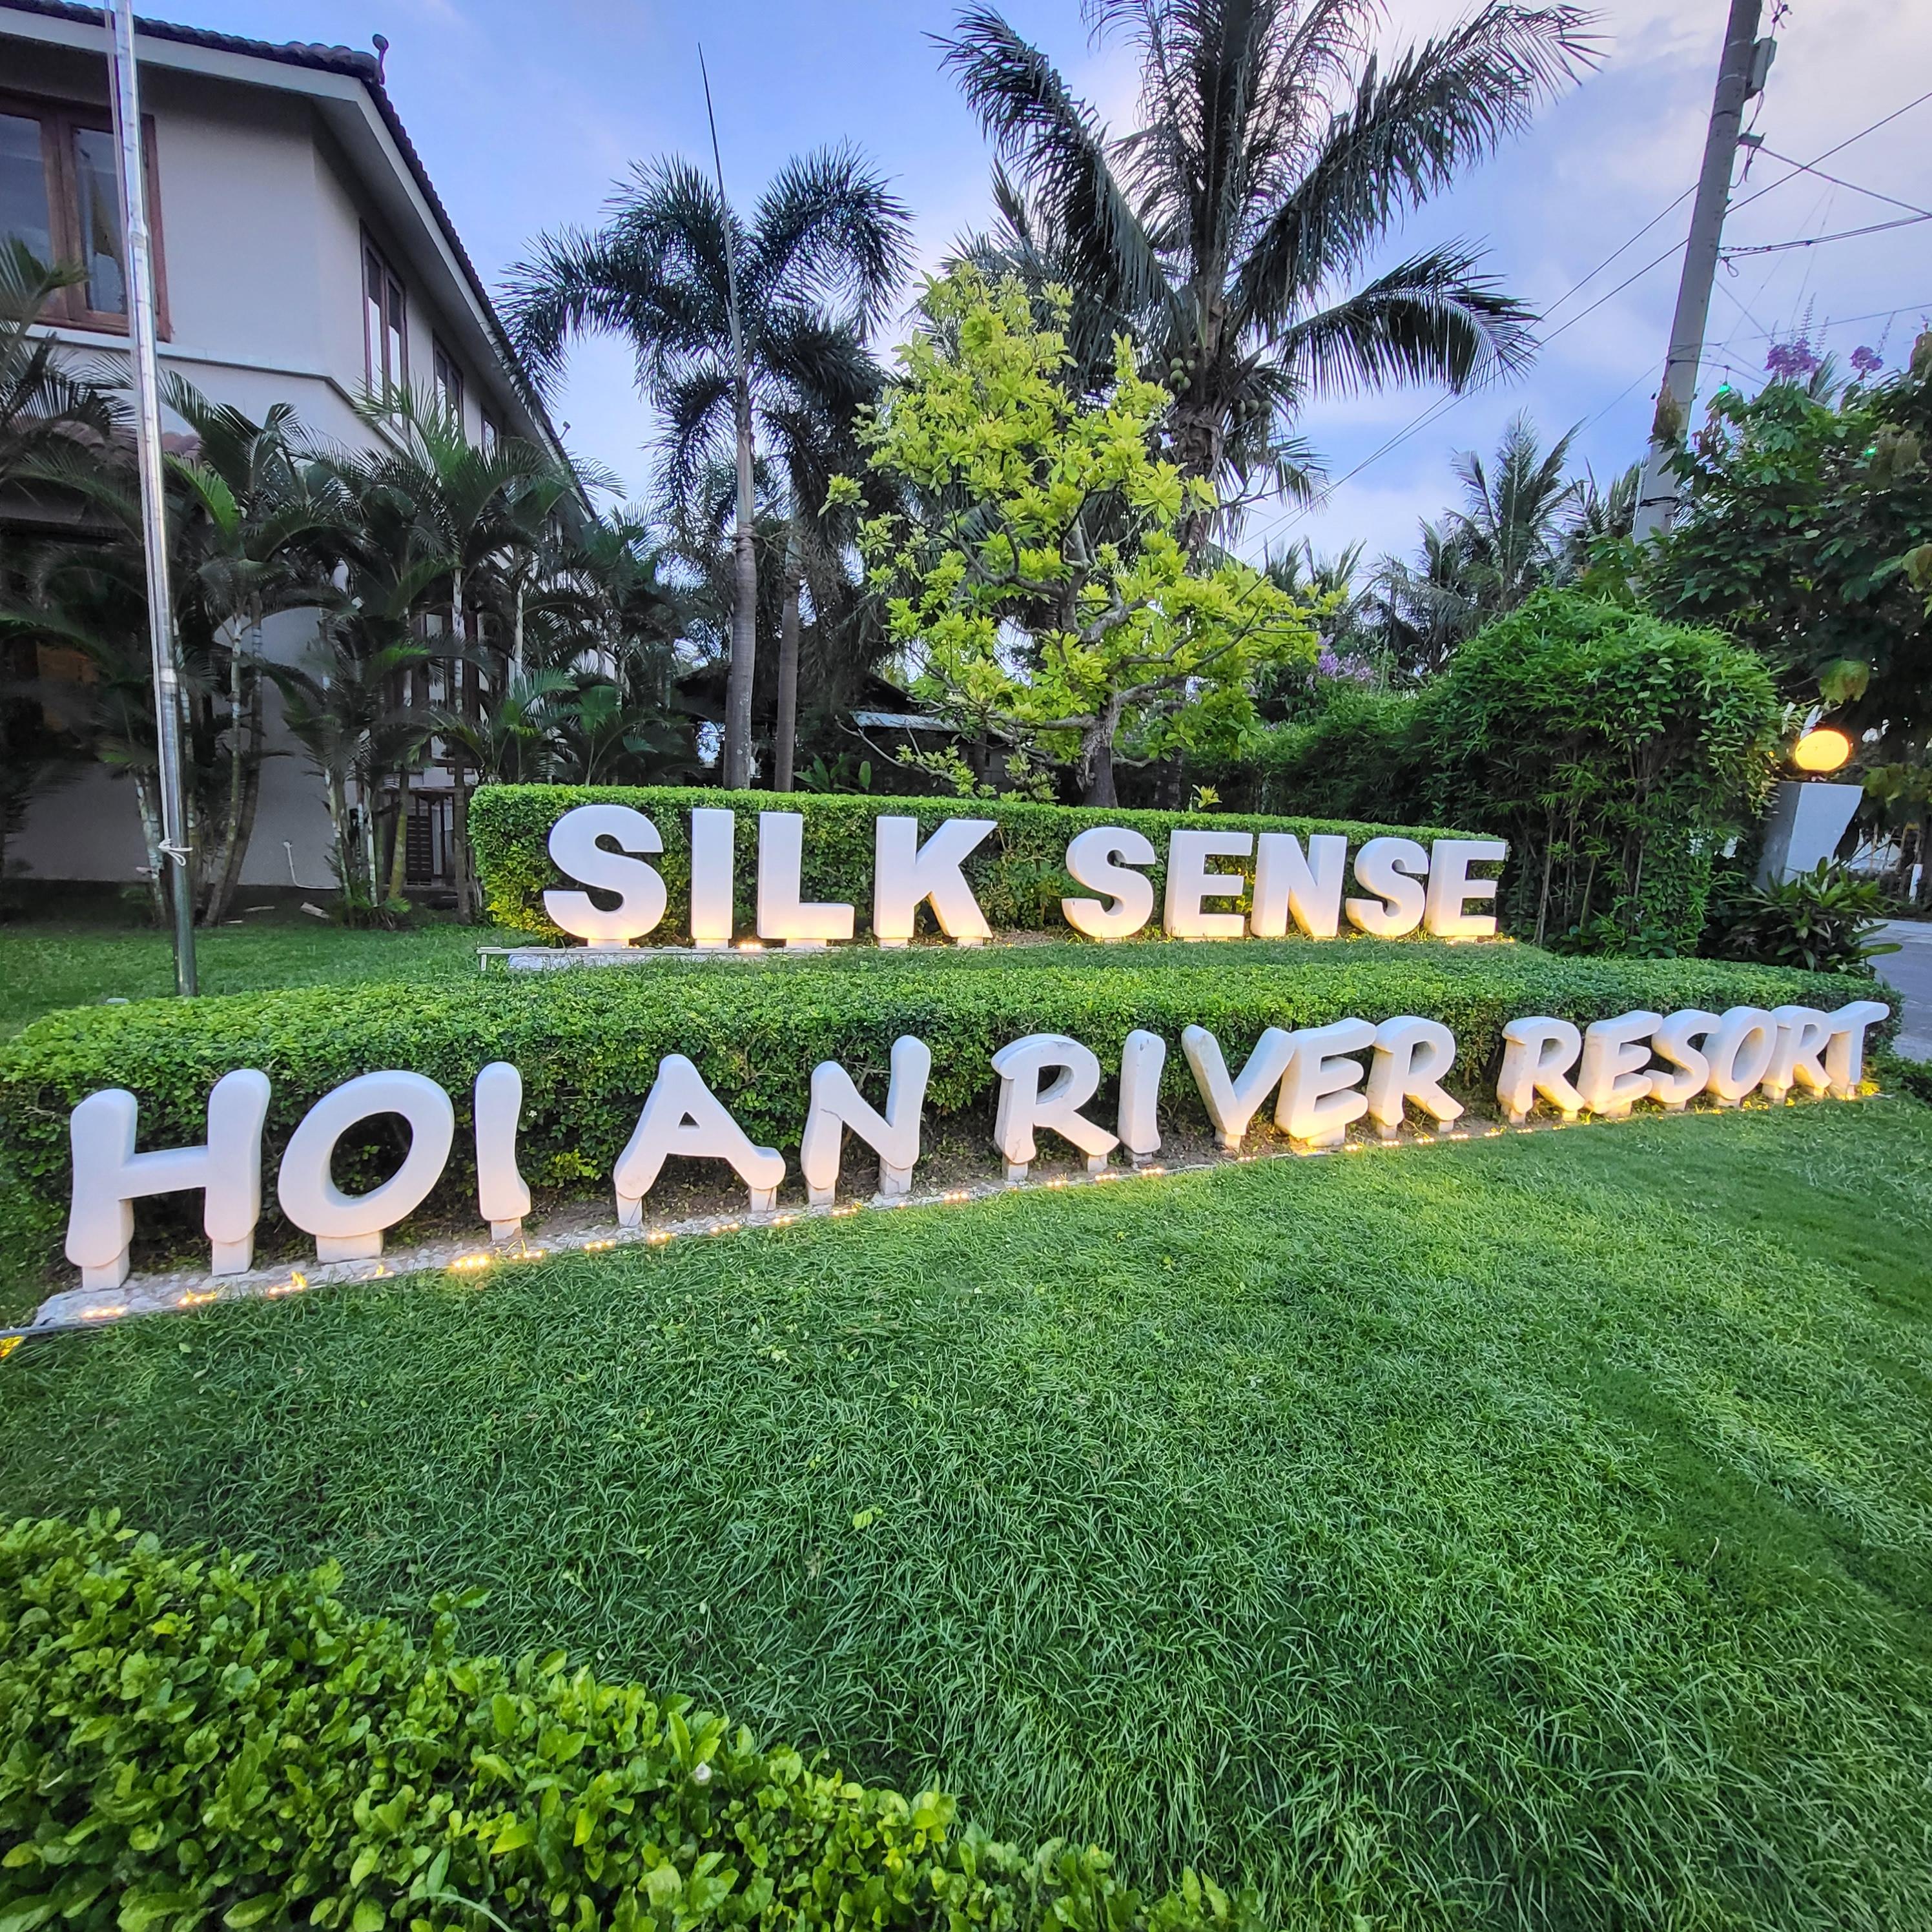 SILK SENSE
HOI AN RIVER RESORT